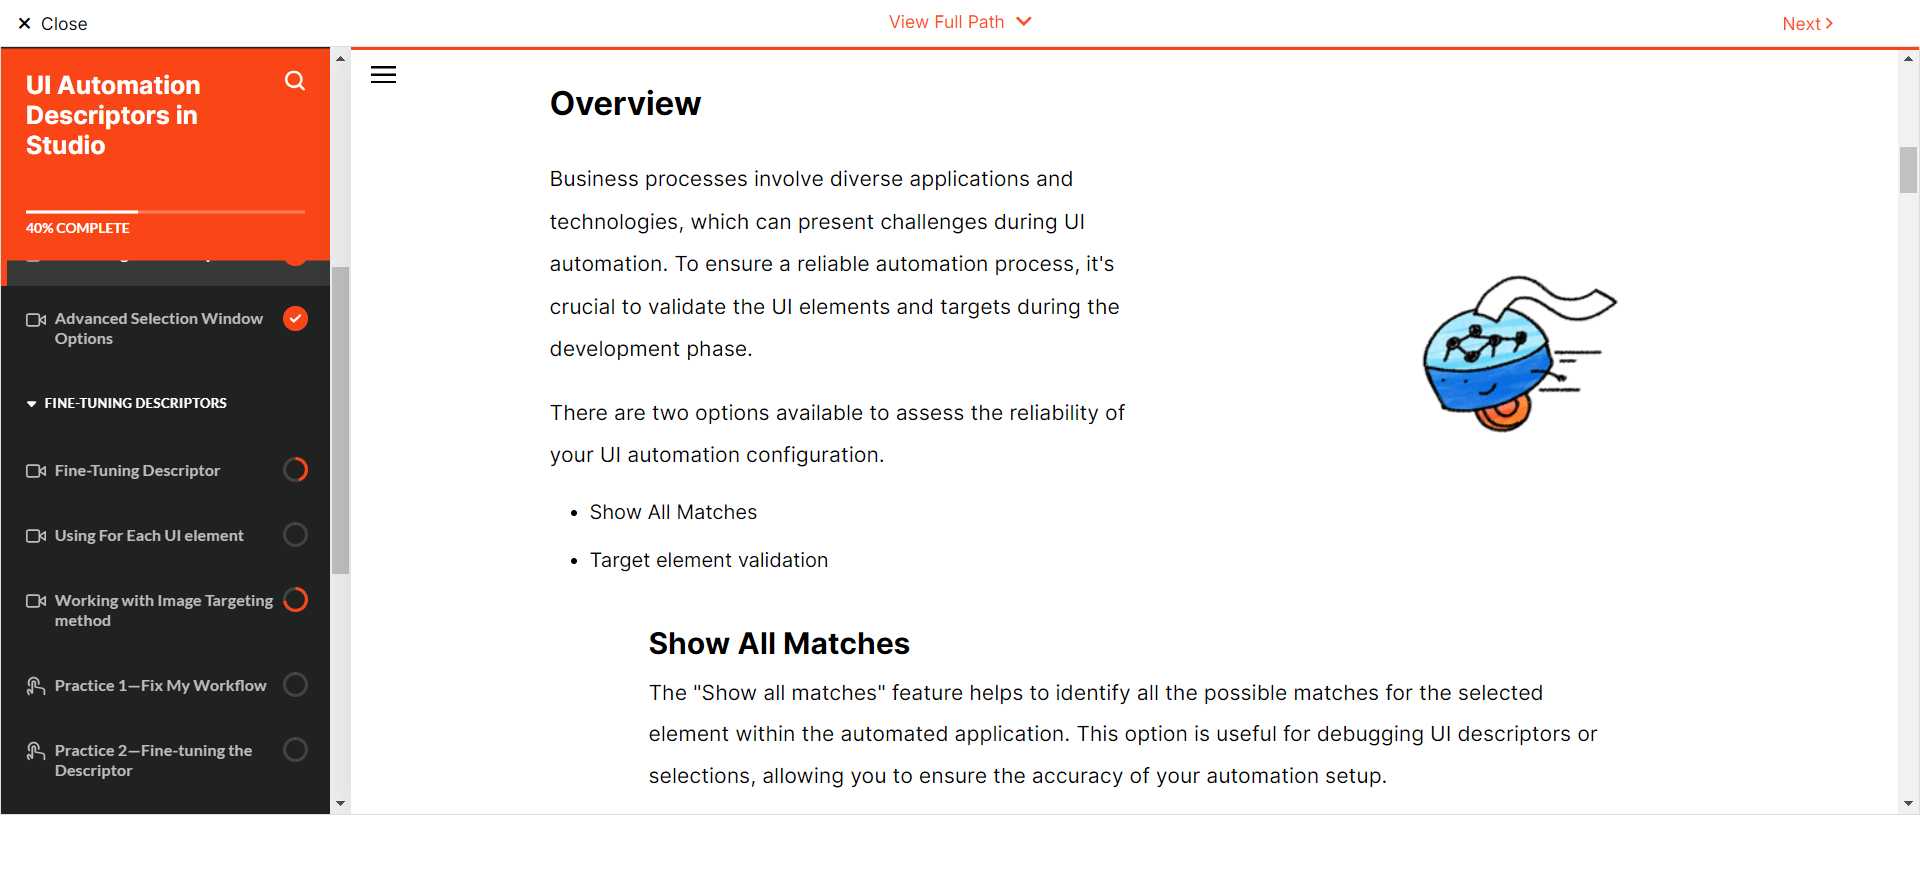 Close
View Full Path
Next
UI Automation
Descriptors in
Studio
40% COMPLETE
Advanced Selection Window
Options
FINE-TUNING DESCRIPTORS
Fine-Tuning Descriptor
Using For Each UI element
Working with Image Targeting
method
Practice 1—Fix My Workflow
Practice 2—Fine-tuning the
Descriptor
Overview
Business processes involve diverse applications and
technologies, which can present challenges during UI
automation. To ensure a reliable automation process, it's
crucial to validate the UI elements and targets during the
development phase.
There are two options available to assess the reliability of
your UI automation configuration.
• Show All Matches
• Target element validation
Show All Matches
The "Show all matches" feature helps to identify all the possible matches for the selected
element within the automated application. This option is useful for debugging UI descriptors or
selections, allowing you to ensure the accuracy of your automation setup.